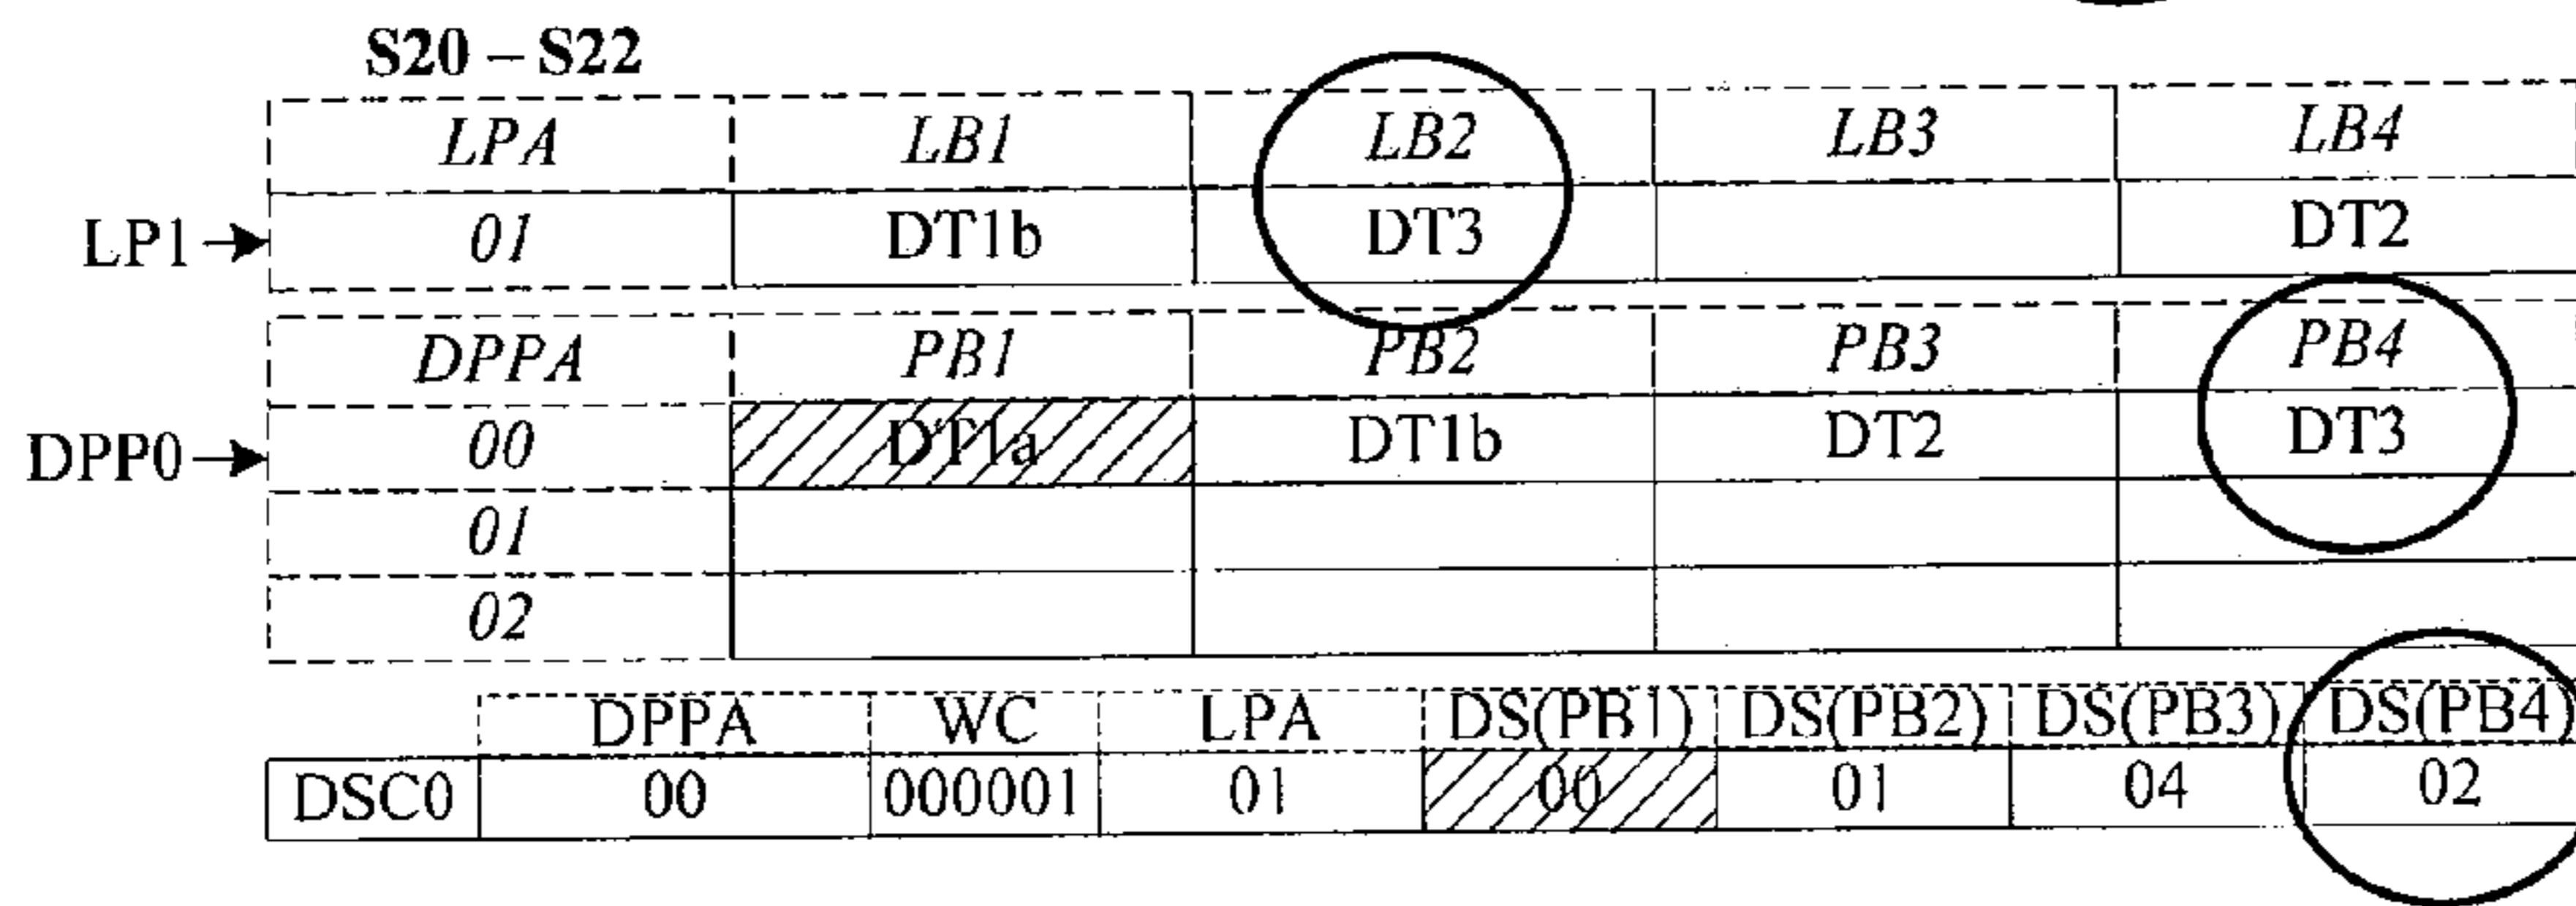 S20 – S22
LPA LB1 LB2 LB3 LB4
LP1 01 DT1b DT3 DT2
DPPA PB1 PB2 PB3 PB4
DPP0 00 DT1a DT1b DT2 DT3
01
02
DPPA WC LPA DS(PB1) DS(PB2) DS(PB3) DS(PB4)
DSC0 00 000001 01 00 01 04 02